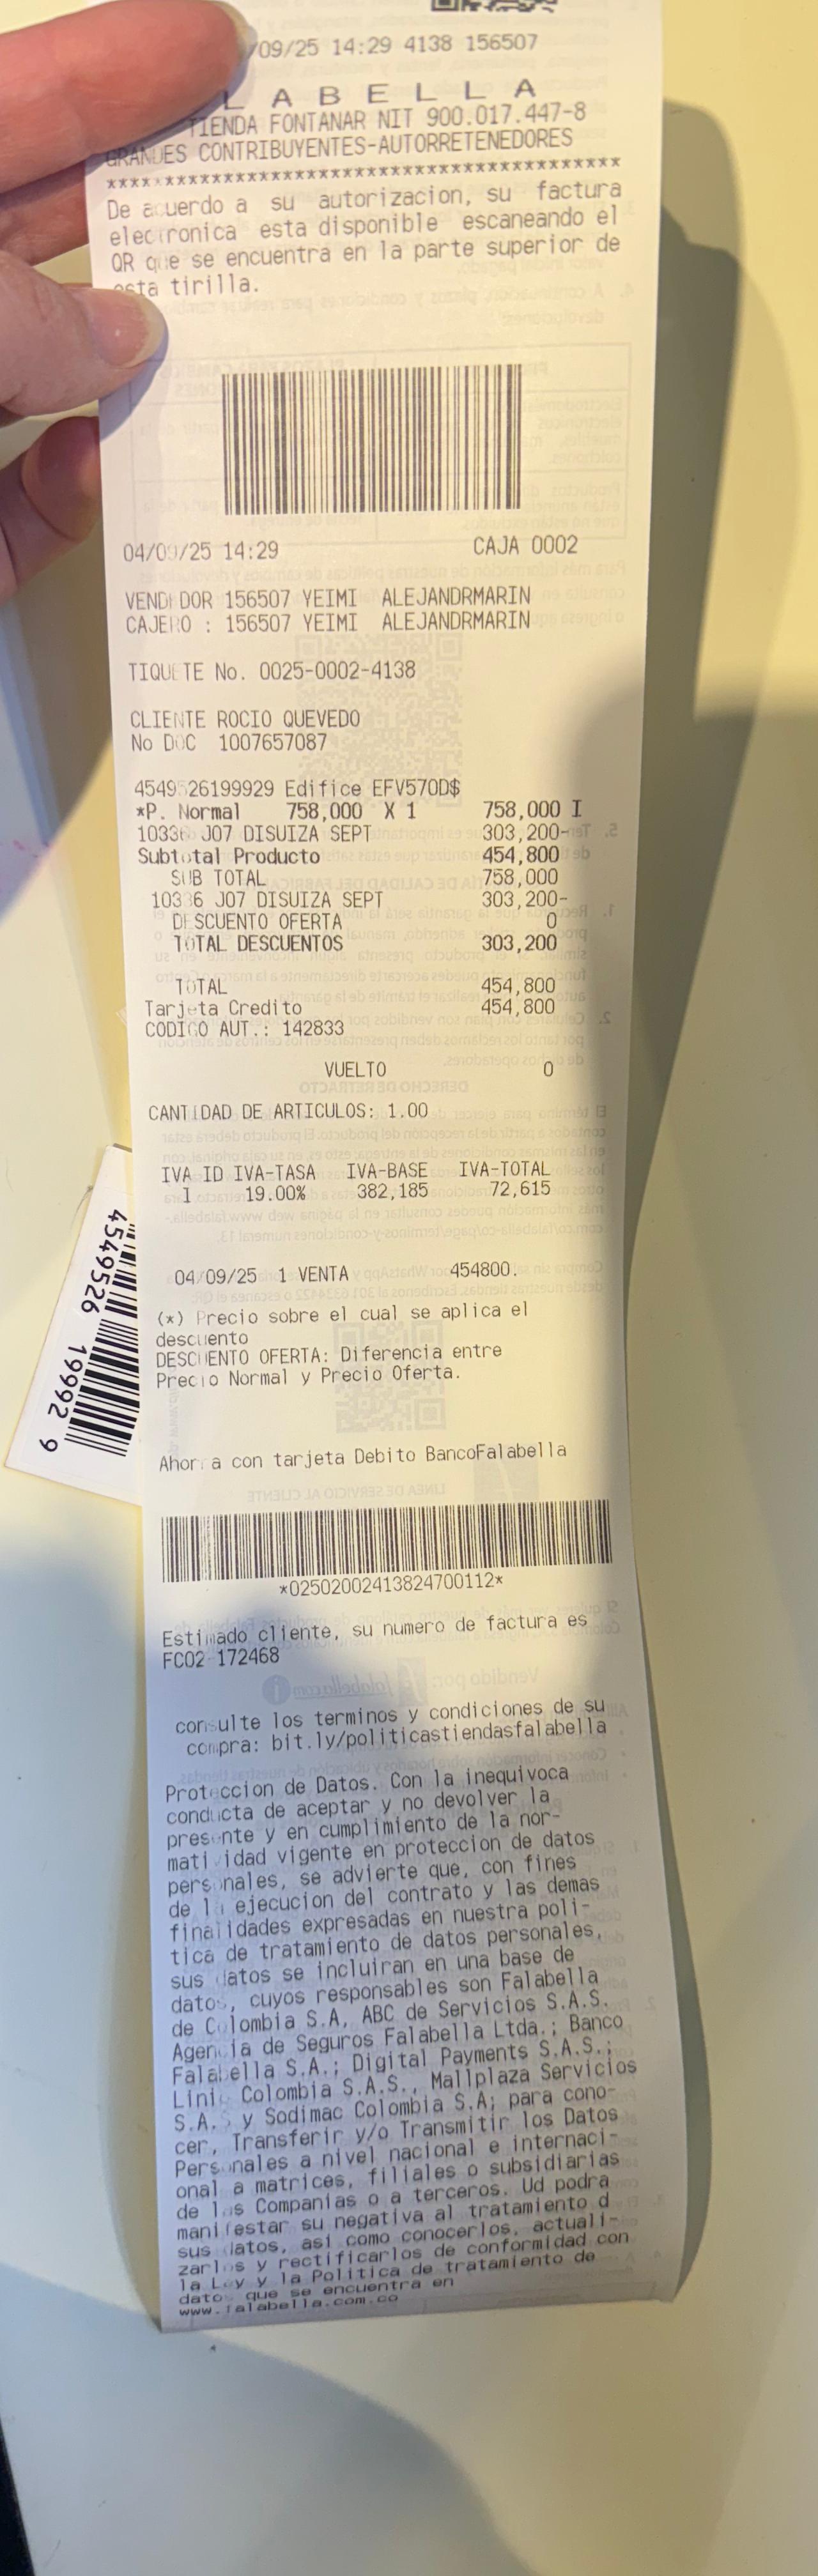 /09/25 14:29 4138 156507
L A B E L L A
TIENDA FONTANAR NIT 900.017.447-8
GRANDES CONTRIBUYENTES-AUTORRETENEDORES
****************************************
De acuerdo a su autorizacion, su factura
electronica esta disponible escaneando el
QR que se encuentra en la parte superior de
esta tirilla.
04/09/25 14:29 CAJA 0002
VENDEDOR 156507 YEIMI ALEJANDRMARIN
CAJERO : 156507 YEIMI ALEJANDRMARIN
TIQUETE No. 0025-0002-4138
CLIENTE ROCIO QUEVEDO
No DOC 1007657087
4549526199929 Edifice EFV570D$
*P. Normal 758,000 X 1 758,000 I
10336 J07 DISUIZA SEPT 303,200-
Subtotal Producto 454,800
SUB TOTAL 758,000
10336 J07 DISUIZA SEPT 303,200-
DESCUENTO OFERTA 0
TOTAL DESCUENTOS 303,200
TOTAL 454,800
Tarjeta Credito 454,800
CODIGO AUT.: 142833
VUELTO 0
CANTIDAD DE ARTICULOS: 1.00
IVA ID IVA-TASA IVA-BASE IVA-TOTAL
1 19.00% 382,185 72,615
04/09/25 1 VENTA 454800.
(*) Precio sobre el cual se aplica el
descuento
DESCUENTO OFERTA: Diferencia entre
Precio Normal y Precio Oferta.
Ahorra con tarjeta Debito BancoFalabella
4549526 19992 9
*02502002413824700112*
Estimado cliente, su numero de factura es
FC02 172468
consulte los terminos y condiciones de su
compra: bit.ly/politicastiendasfalabella
Proteccion de Datos. Con la inequivoca
conducta de aceptar y no devolver la
presente y en cumplimiento de la nor-
matividad vigente en proteccion de datos
personales, se advierte que, con fines
de la ejecucion del contrato y las demas
finalidades expresadas en nuestra poli-
tica de tratamiento de datos personales,
sus datos se incluiran en una base de
datos, cuyos responsables son Falabella
de Colombia S.A, ABC de Servicios S.A.S.
Agencia de Seguros Falabella Ltda.; Banco
Falabella S.A.; Digital Payments S.A.S.;
Linio Colombia S.A.S., Mallplaza Servicios
S.A.S y Sodimac Colombia S.A; para cono-
cer, Transferir y/o Transmitir los Datos
Personales a nivel nacional e internaci-
onal a matrices, filiales o subsidiarias
de las Companias o a terceros. Ud podra
manifestar su negativa al tratamiento d
sus datos, asi como conocerlos, actuali-
zarlos y rectificarlos de conformidad con
la Ley y la Politica de tratamiento de
datos que se encuentra en
www.falabella.com.co